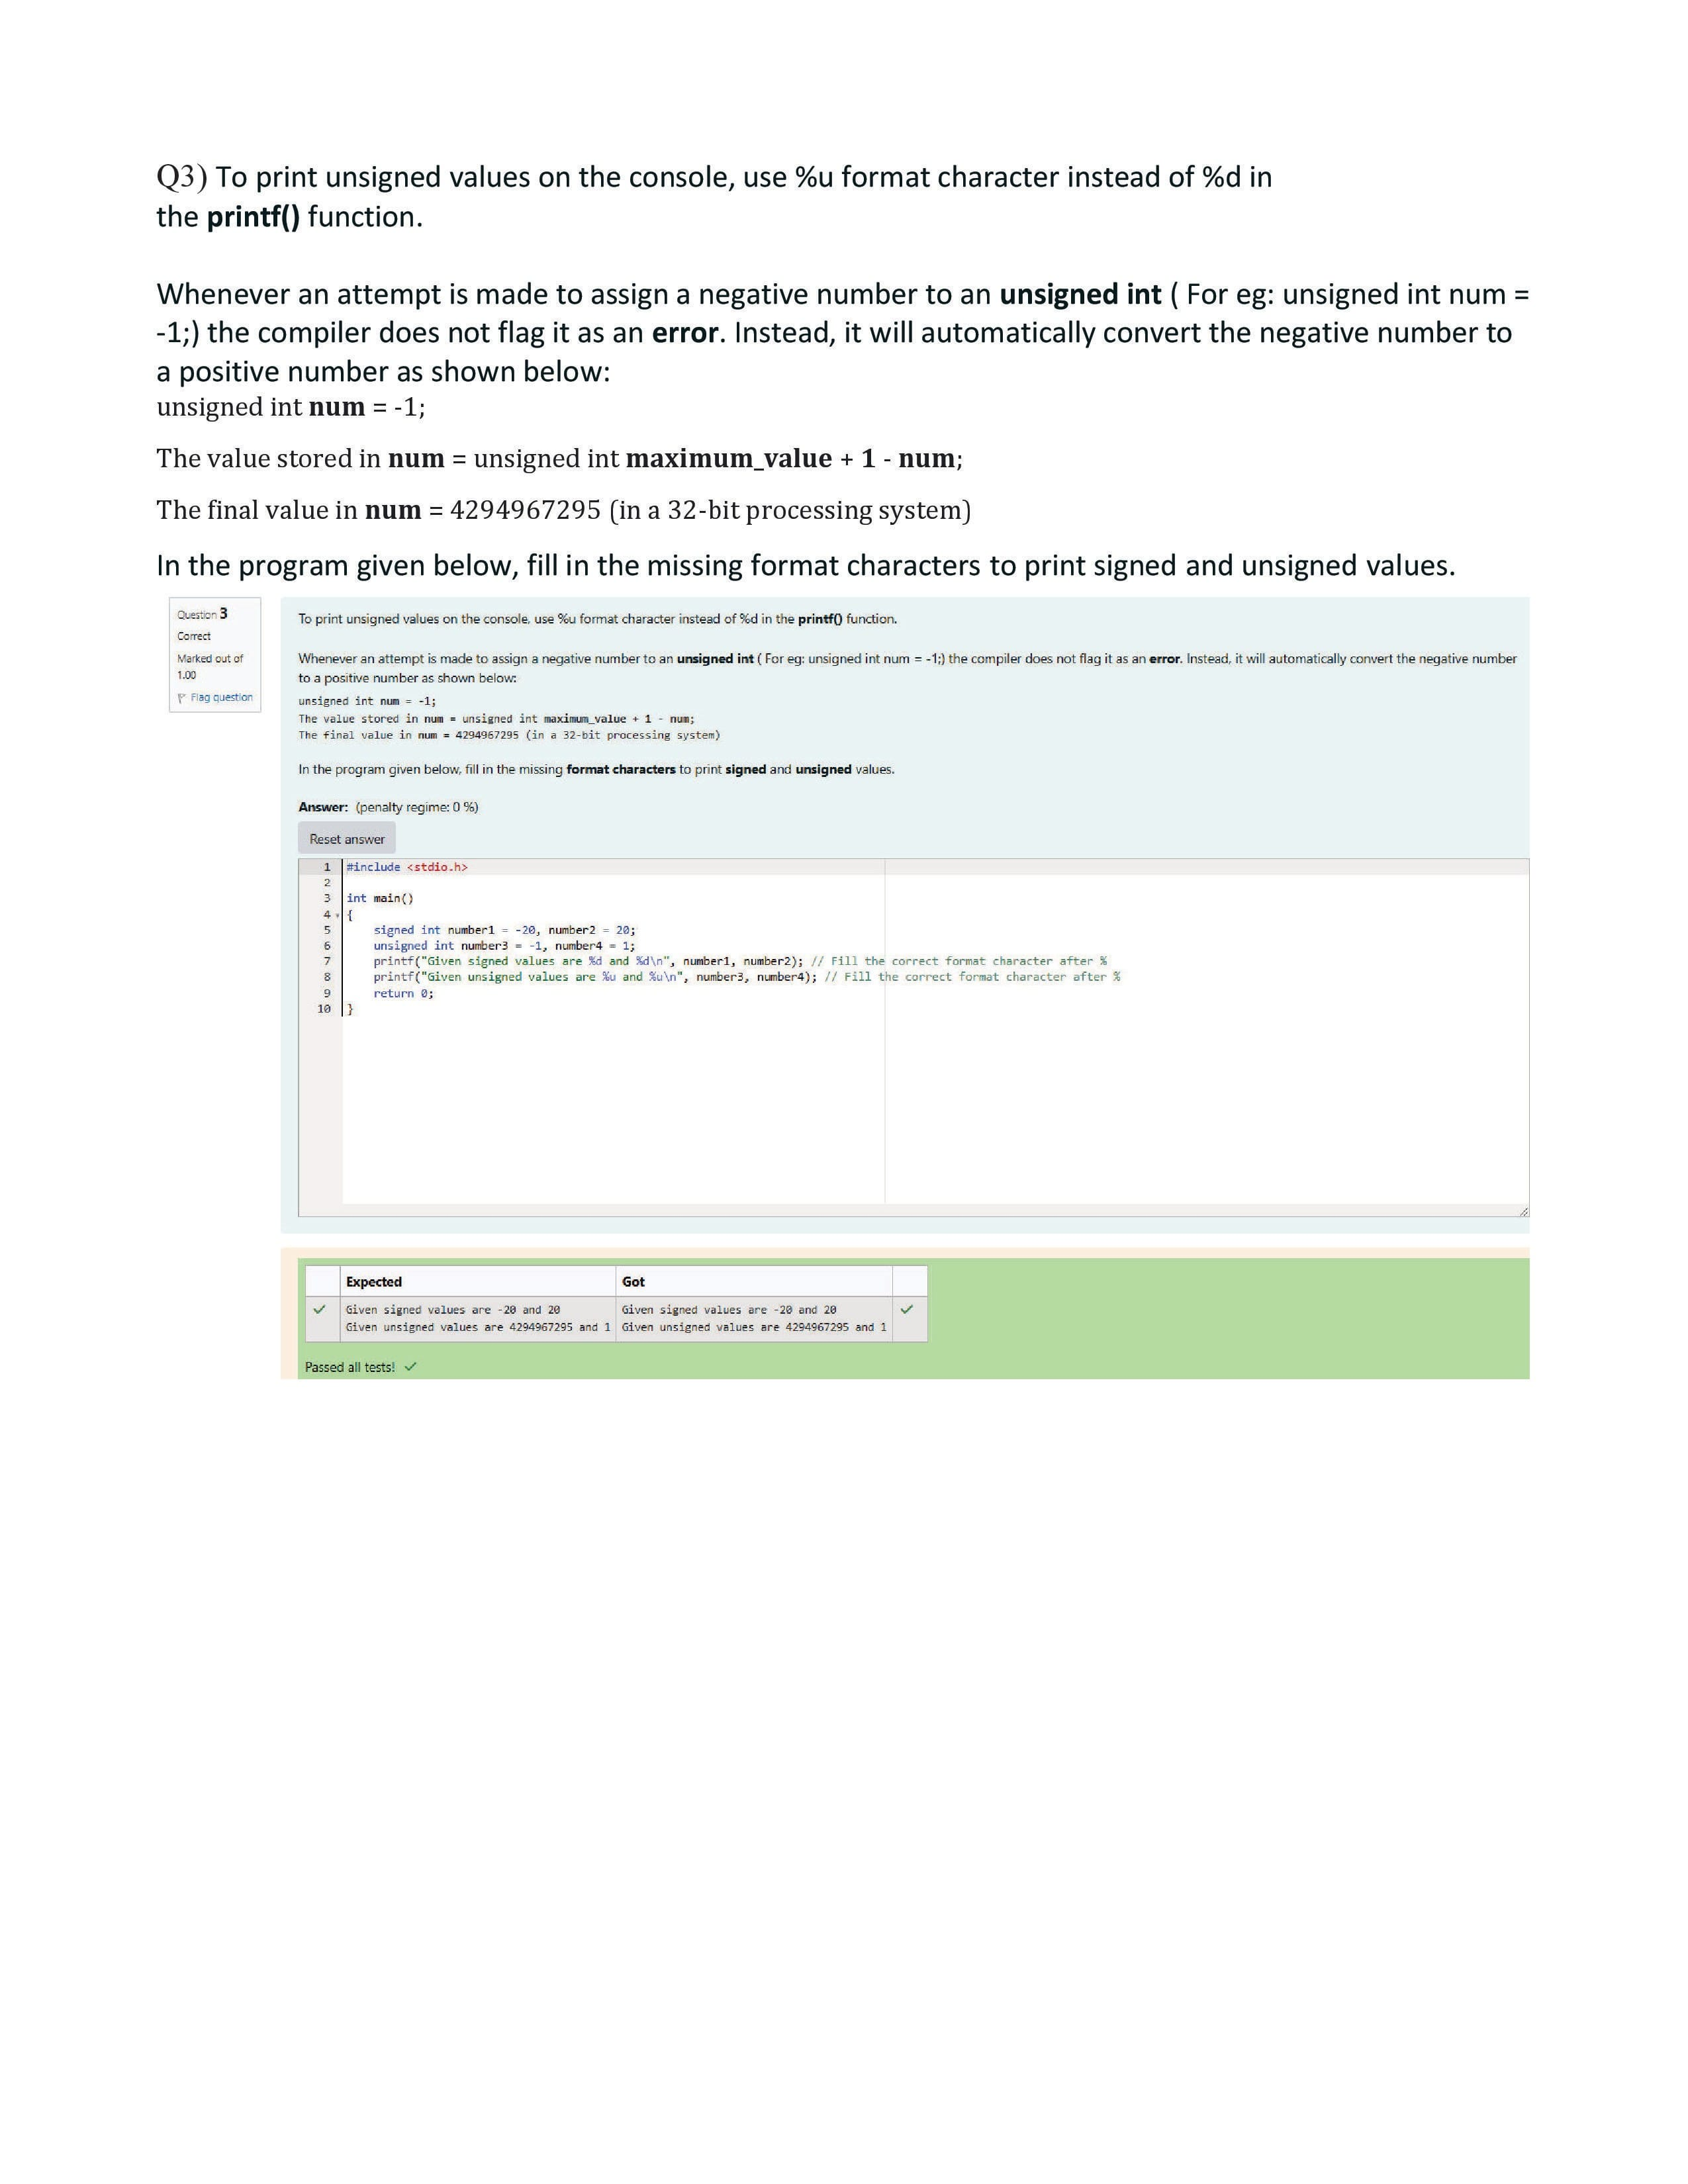 Q3) To print unsigned values on the console, use %u format character instead of %d in
the printf() function.
Whenever an attempt is made to assign a negative number to an unsigned int ( For eg: unsigned int num =
-1;) the compiler does not flag it as an error. Instead, it will automatically convert the negative number to
a positive number as shown below:
unsigned int num = -1;
The value stored in num = unsigned int maximum_value + 1 - num;
The final value in num = 4294967295 (in a 32-bit processing system)
In the program given below, fill in the missing format characters to print signed and unsigned values.
Question 3
Correct
Marked out of
1.00
Flag question
To print unsigned values on the console, use %u format character instead of %d in the printf() function.
Whenever an attempt is made to assign a negative number to an unsigned int ( For eg: unsigned int num = -1;) the compiler does not flag it as an error. Instead, it will automatically convert the negative number
to a positive number as shown below:
unsigned int num = -1;
The value stored in num = unsigned int maximum_value + 1 - num;
The final value in num = 4294967295 (in a 32-bit processing system)
In the program given below, fill in the missing format characters to print signed and unsigned values.
Answer: (penalty regime: 0 %)
Reset answer
1 #include <stdio.h>
2
3 int main()
4 {
5 signed int number1 = -20, number2 = 20;
6 unsigned int number3 = -1, number4 = 1;
7 printf("Given signed values are %d and %d\n", number1, number2); // Fill the correct format character after %
8 printf("Given unsigned values are %u and %u\n", number3, number4); // Fill the correct format character after %
9 return 0;
10 }
Expected Got
Given signed values are -20 and 20 Given signed values are -20 and 20
Given unsigned values are 4294967295 and 1 Given unsigned values are 4294967295 and 1
Passed all tests!